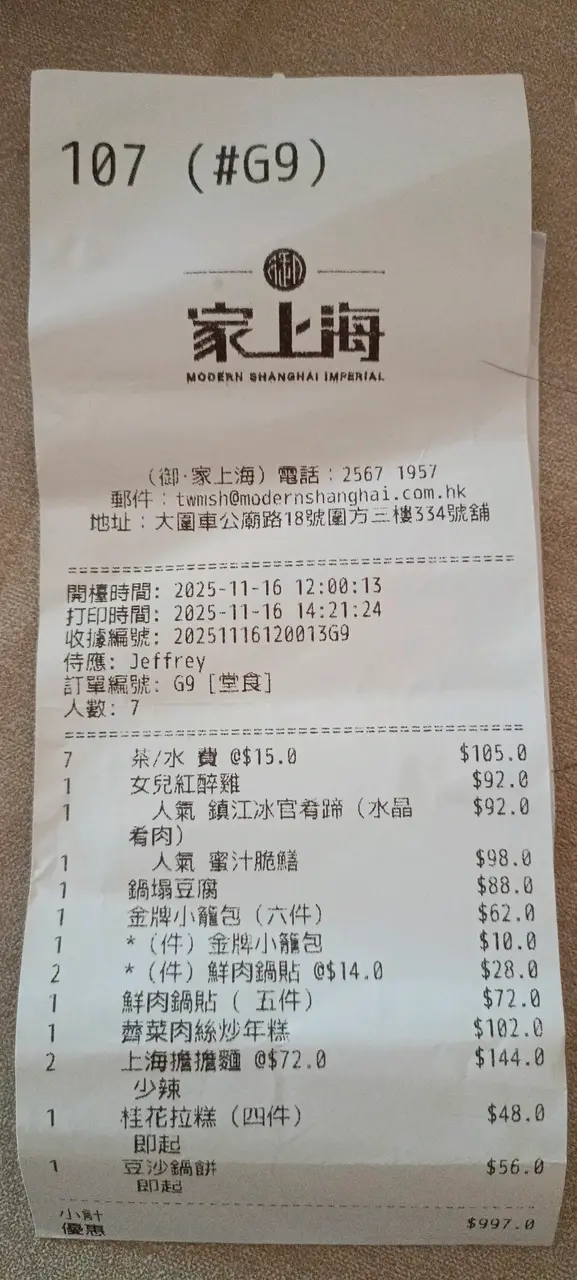 107 (#G9)
御
家上海
MODERN SHANGHAI IMPERIAL
(御·家上海) 電話：2567 1957
郵件：twmsh@modernshanghai.com.hk
地址：大圍車公廟路18號圍方三樓334號舖
開檯時間: 2025-11-16 12:00:13
打印時間: 2025-11-16 14:21:24
收據編號: 20251116120013G9
侍應: Jeffrey
訂單編號: G9 [堂食]
人數: 7
7 茶/水 費 @$15.0 $105.0
1 女兒紅醉雞 $92.0
1 人氣 鎮江冰官肴蹄（水晶 $92.0
肴肉）
1 人氣 蜜汁脆鱔 $98.0
1 鍋塌豆腐 $88.0
1 金牌小籠包（六件） $62.0
1 *（件）金牌小籠包 $10.0
2 *（件）鮮肉鍋貼 @$14.0 $28.0
1 鮮肉鍋貼（ 五件） $72.0
1 薺菜肉絲炒年糕 $102.0
2 上海擔擔麵 @$72.0 $144.0
少辣
1 桂花拉糕（四件） $48.0
即起
1 豆沙鍋餅 $56.0
即起
小計 $997.0
優惠